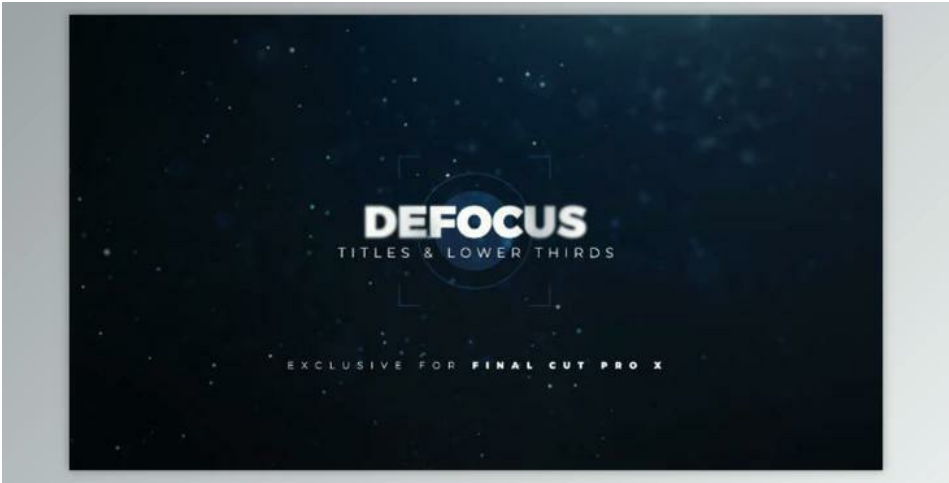 DEFOCUS
TITLES & LOWER THIRDS
EXCLUSIVE FOR FINAL CUT PRO X